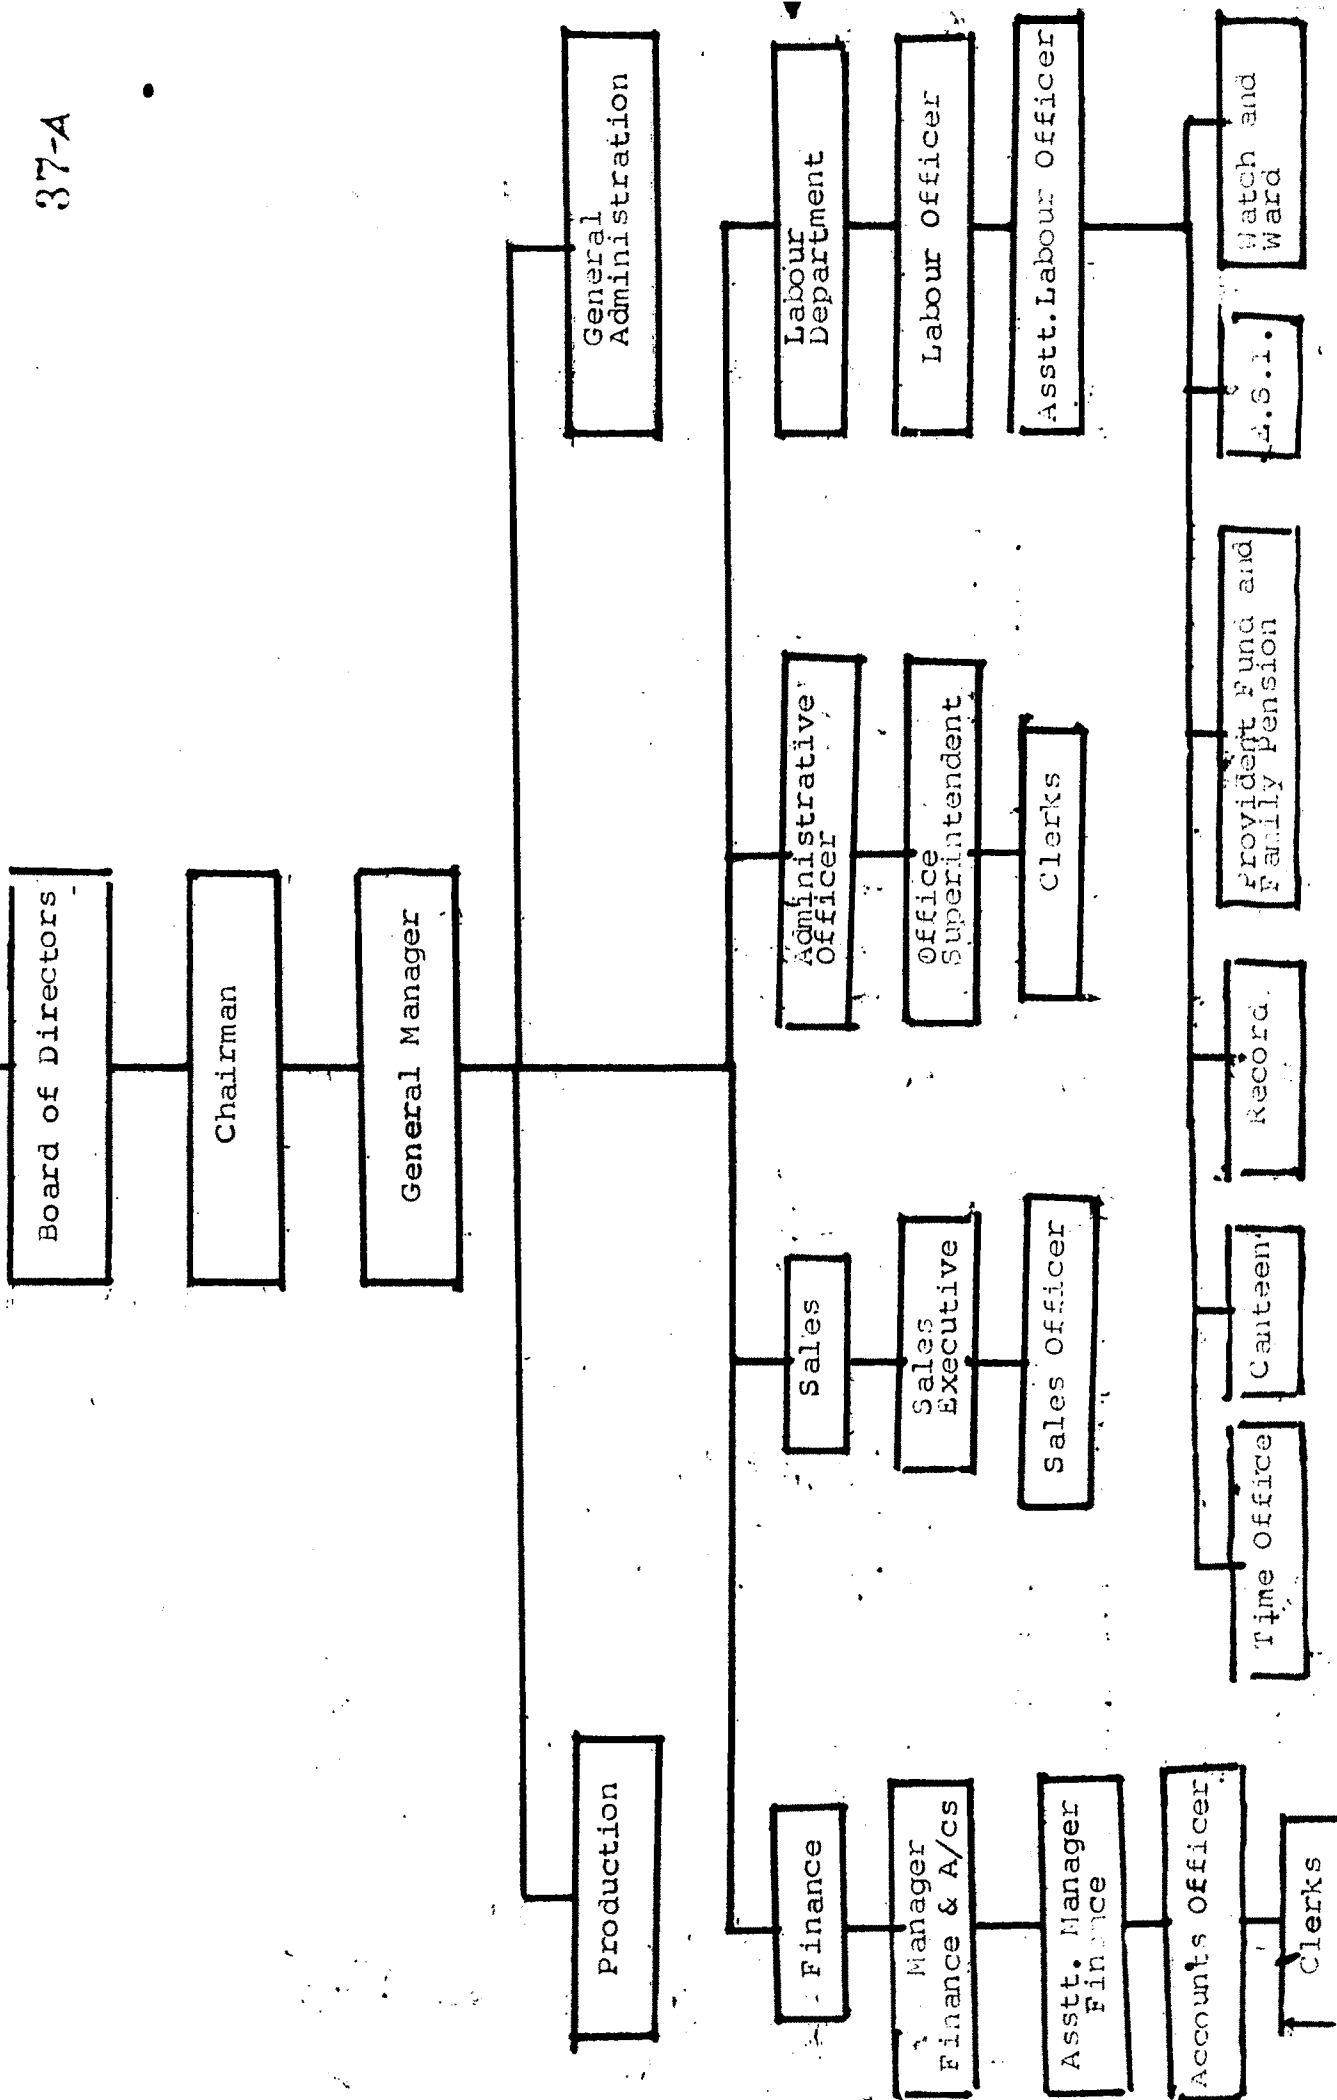 37-A
Board of Directors
Chairman
General Manager
Production
General
Administration
Finance
Sales
Administrative
Officer
Labour
Department
Manager
Finance & A/cs
Sales
Executive
Office
Superintendent
Labour Officer
Asstt. Manager
Finance
Sales Officer
Clerks
Asstt.Labour Officer
Accounts Officer
Clerks
Time Office
Canteen
Record
Provident Fund and
Family Pension
Watch and
Ward